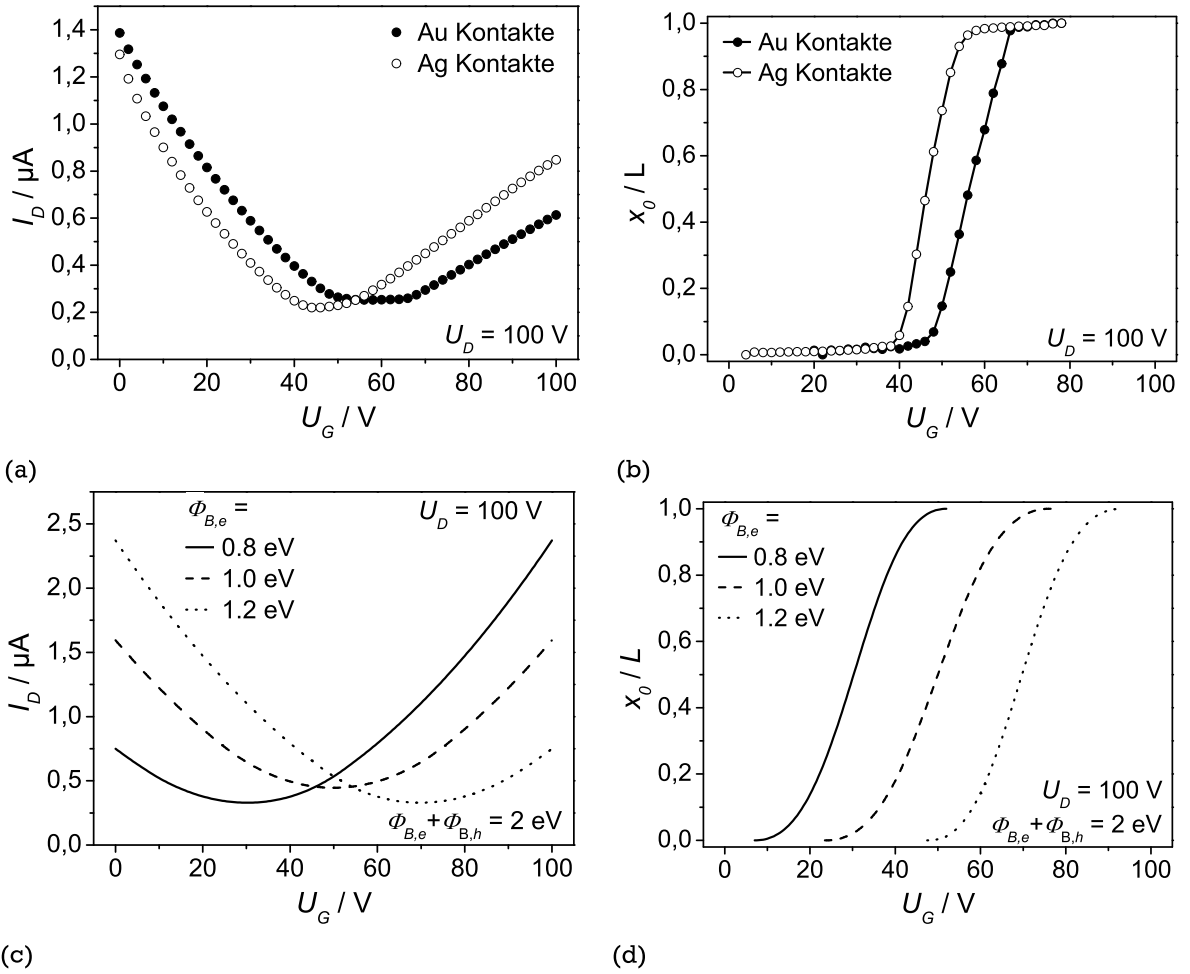 1,4
1,2
1,0
0,8
0,6
0,4
0,2
0,0
I_D / µA
Au Kontakte
Ag Kontakte
U_D = 100 V
0 20 40 60 80 100
U_G / V
(a)
1,0
0,8
0,6
0,4
0,2
0,0
x_0 / L
Au Kontakte
Ag Kontakte
U_D = 100 V
0 20 40 60 80 100
U_G / V
(b)
2,5
2,0
1,5
1,0
0,5
0,0
I_D / µA
Φ_B,e =
0.8 eV
1.0 eV
1.2 eV
U_D = 100 V
Φ_B,e+Φ_B,h = 2 eV
0 20 40 60 80 100
U_G / V
(c)
1,0
0,8
0,6
0,4
0,2
0,0
x_0 / L
Φ_B,e =
0.8 eV
1.0 eV
1.2 eV
U_D = 100 V
Φ_B,e+Φ_B,h = 2 eV
0 20 40 60 80 100
U_G / V
(d)